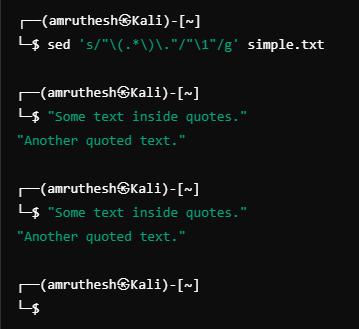 ┌──(amruthesh㉿Kali)-[~]
└─$ sed 's/"\(.*\)\."/"\1"/g' simple.txt
┌──(amruthesh㉿Kali)-[~]
└─$ "Some text inside quotes."
"Another quoted text."
┌──(amruthesh㉿Kali)-[~]
└─$ "Some text inside quotes."
"Another quoted text."
┌──(amruthesh㉿Kali)-[~]
└─$